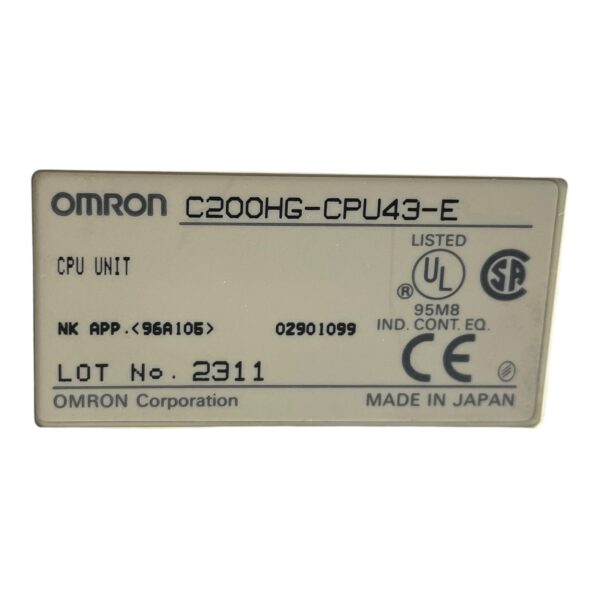 OMRON C200HG-CPU43-E
CPU UNIT
LISTED
UL
®
SA
95M8
NK APP.<96A105>
02901099
IND. CONT. EQ.
CE
LOT No. 2311
OMRON Corporation
MADE IN JAPAN